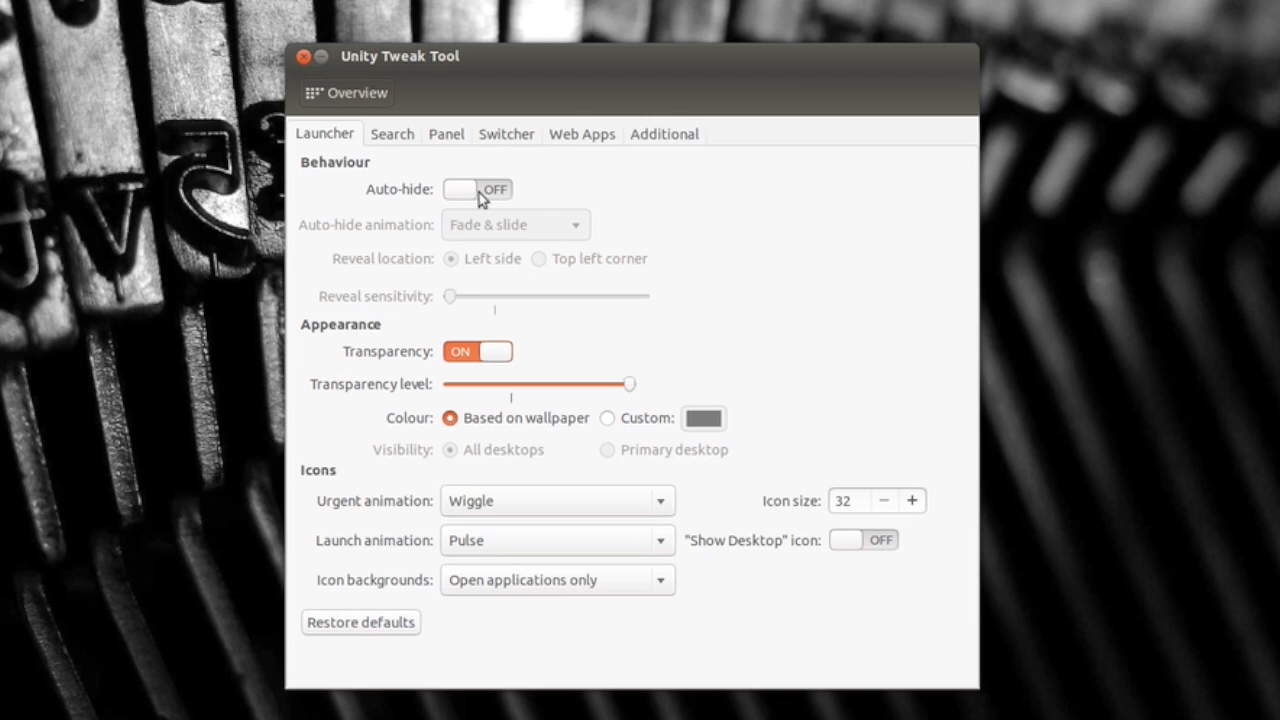 Unity Tweak Tool
Overview
Launcher Search Panel Switcher Web Apps Additional
Behaviour
Auto-hide: OFF
Auto-hide animation: Fade & slide
Reveal location: Left side Top left corner
Reveal sensitivity:
Appearance
Transparency: ON
Transparency level:
Colour: Based on wallpaper Custom:
Visibility: All desktops Primary desktop
Icons
Urgent animation: Wiggle Icon size: 32 − +
Launch animation: Pulse "Show Desktop" icon: OFF
Icon backgrounds: Open applications only
Restore defaults